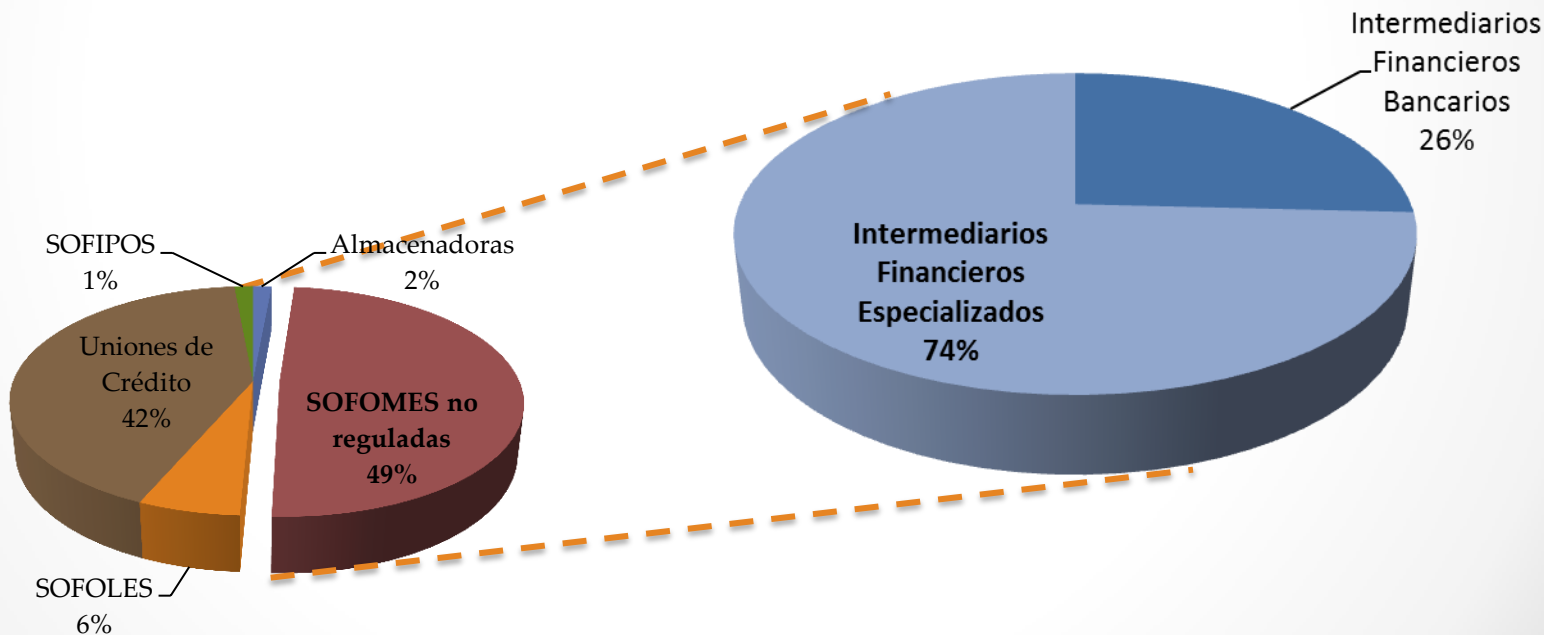 Intermediarios
Financieros
Bancarios
26%
Intermediarios
Financieros
Especializados
74%
SOFIPOS
1%
Almacenadoras
2%
Uniones de
Crédito
42%
SOFOMES no
reguladas
49%
SOFOLES
6%